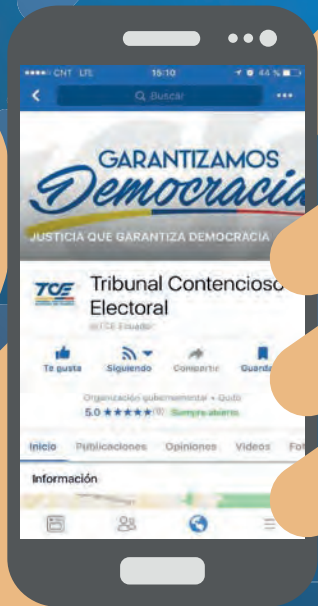 CNT LTE 15:10 44 %
Buscar
GARANTIZAMOS
Democracia
JUSTICIA QUE GARANTIZA DEMOCRACIA
TCE
Tribunal Contencioso
Electoral
@TCE Ecuador
Te gusta Siguiendo Compartir Guarda
Organización gubernamental • Quito
5.0 ★★★★★ Siempre abierto
Inicio Publicaciones Opiniones Videos Fot
Información